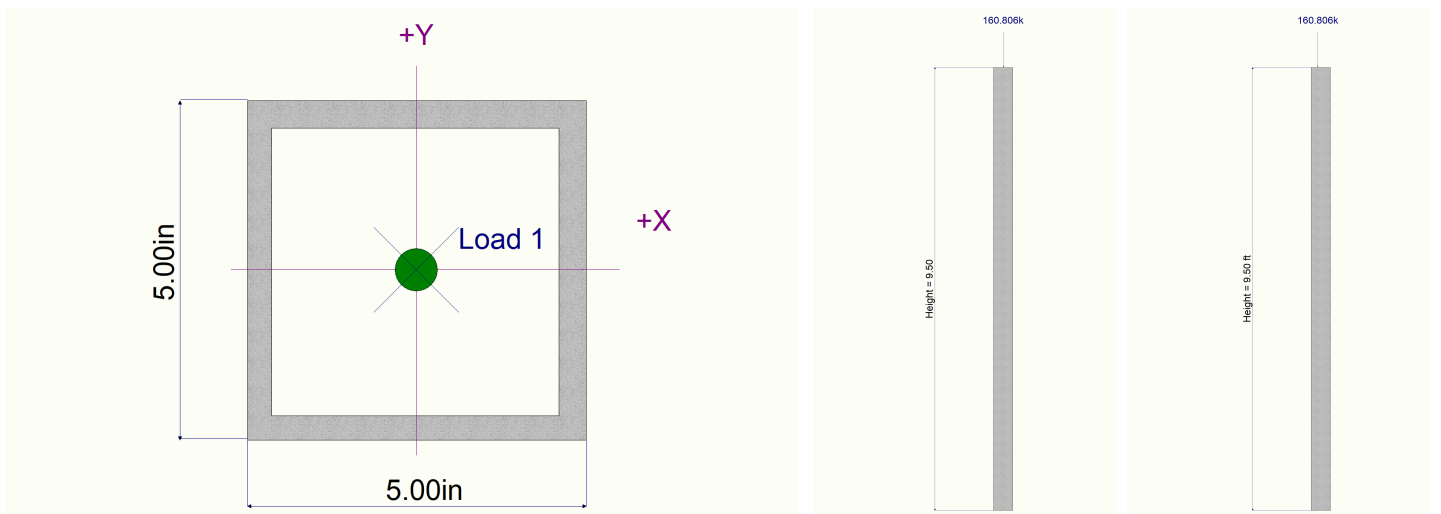 +Y
+X
Load 1
5.00in
5.00in
160.806k
Height = 9.50
160.806k
Height = 9.50 ft